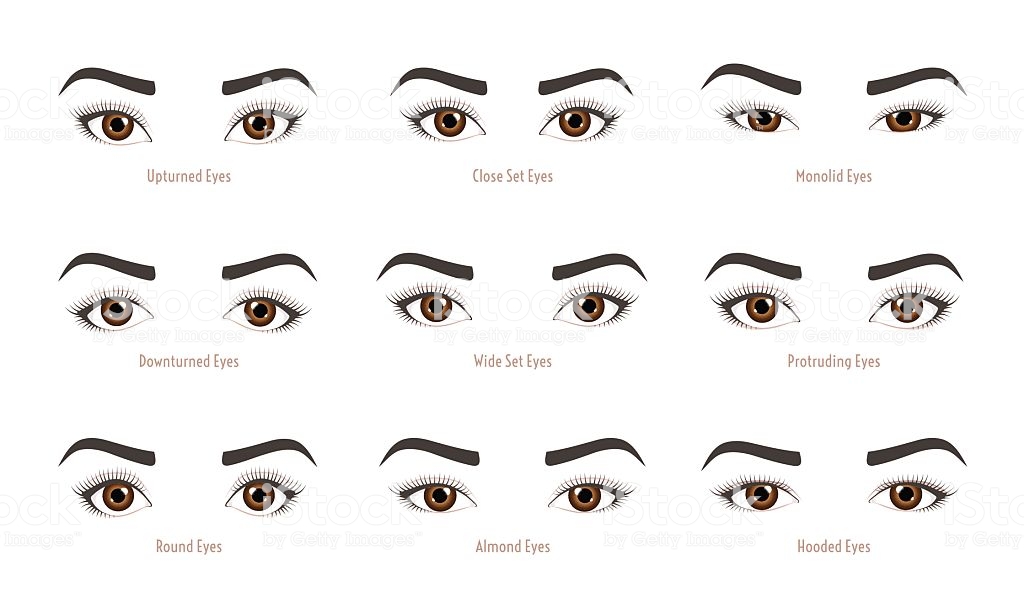 iStock
by Getty Images™
Upturned Eyes
Close Set Eyes
Monolid Eyes
Downturned Eyes
Wide Set Eyes
Protruding Eyes
Round Eyes
Almond Eyes
Hooded Eyes